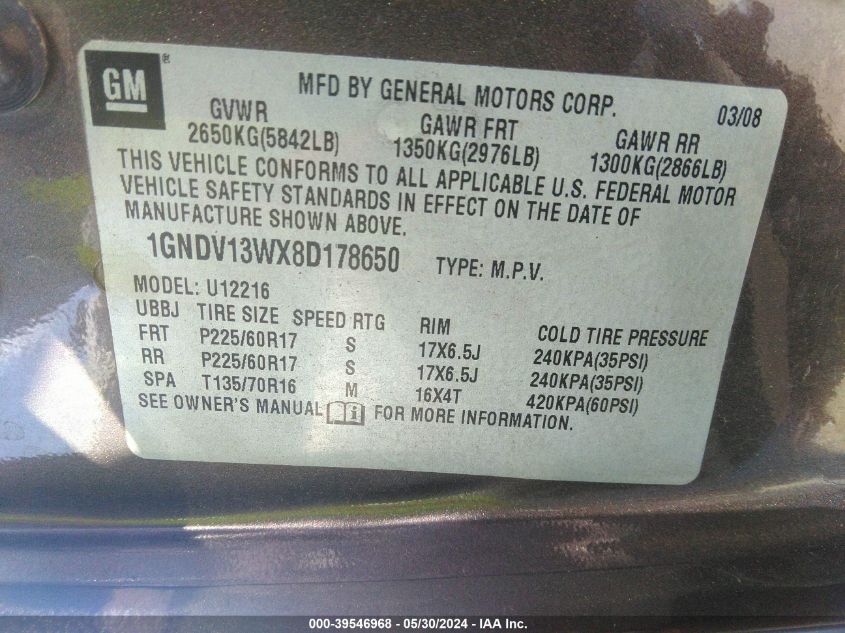 GM®
MFD BY GENERAL MOTORS CORP.
03/08
GVWR GAWR FRT GAWR RR
2650KG(5842LB) 1350KG(2976LB) 1300KG(2866LB)
THIS VEHICLE CONFORMS TO ALL APPLICABLE U.S. FEDERAL MOTOR
VEHICLE SAFETY STANDARDS IN EFFECT ON THE DATE OF
MANUFACTURE SHOWN ABOVE.
1GNDV13WX8D178650 TYPE: M.P.V.
MODEL: U12216
UBBJ TIRE SIZE SPEED RTG RIM COLD TIRE PRESSURE
FRT P225/60R17 S 17X6.5J 240KPA(35PSI)
RR P225/60R17 S 17X6.5J 240KPA(35PSI)
SPA T135/70R16 M 16X4T 420KPA(60PSI)
SEE OWNER'S MANUAL FOR MORE INFORMATION.
000-39546968 - 05/30/2024 - IAA Inc.